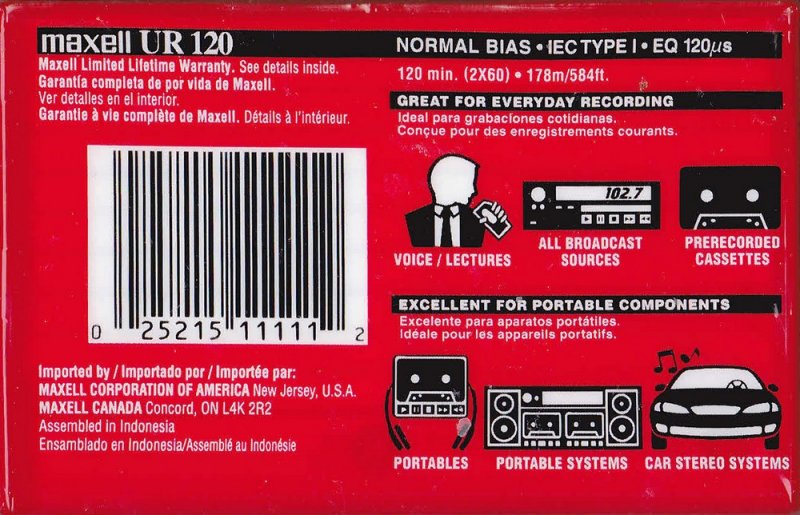 maxell UR 120
Maxell Limited Lifetime Warranty. See details inside.
Garantía completa de por vida de Maxell.
Ver detalles en el interior.
Garantie à vie complète de Maxell. Détails à l'intérieur.
0 25215 11111 2
Imported by / Importado por / Importée par:
MAXELL CORPORATION OF AMERICA New Jersey, U.S.A.
MAXELL CANADA Concord, ON L4K 2R2
Assembled in Indonesia
Ensamblado en Indonesia/Assemblé au Indonésie
NORMAL BIAS • IEC TYPE I • EQ 120µs
120 min. (2X60) • 178m/584ft.
GREAT FOR EVERYDAY RECORDING
Ideal para grabaciones cotidianas.
Conçue pour des enregistrements courants.
102.7
VOICE / LECTURES
ALL BROADCAST
SOURCES
PRERECORDED
CASSETTES
EXCELLENT FOR PORTABLE COMPONENTS
Excelente para aparatos portátiles.
Idéale pour les appareils portatifs.
PORTABLES
PORTABLE SYSTEMS
CAR STEREO SYSTEMS